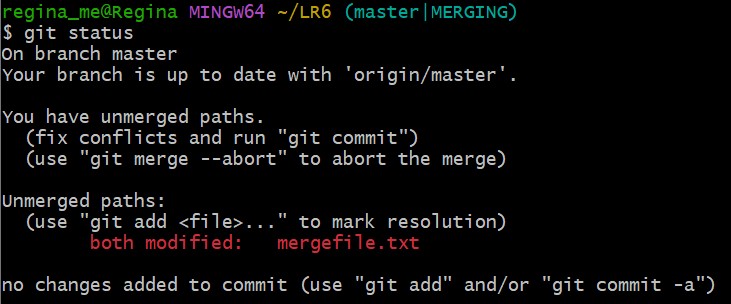 regina_me@Regina MINGW64 ~/LR6 (master|MERGING)
$ git status
On branch master
Your branch is up to date with 'origin/master'.

You have unmerged paths.
  (fix conflicts and run "git commit")
  (use "git merge --abort" to abort the merge)

Unmerged paths:
  (use "git add <file>..." to mark resolution)
        both modified:   mergefile.txt

no changes added to commit (use "git add" and/or "git commit -a")